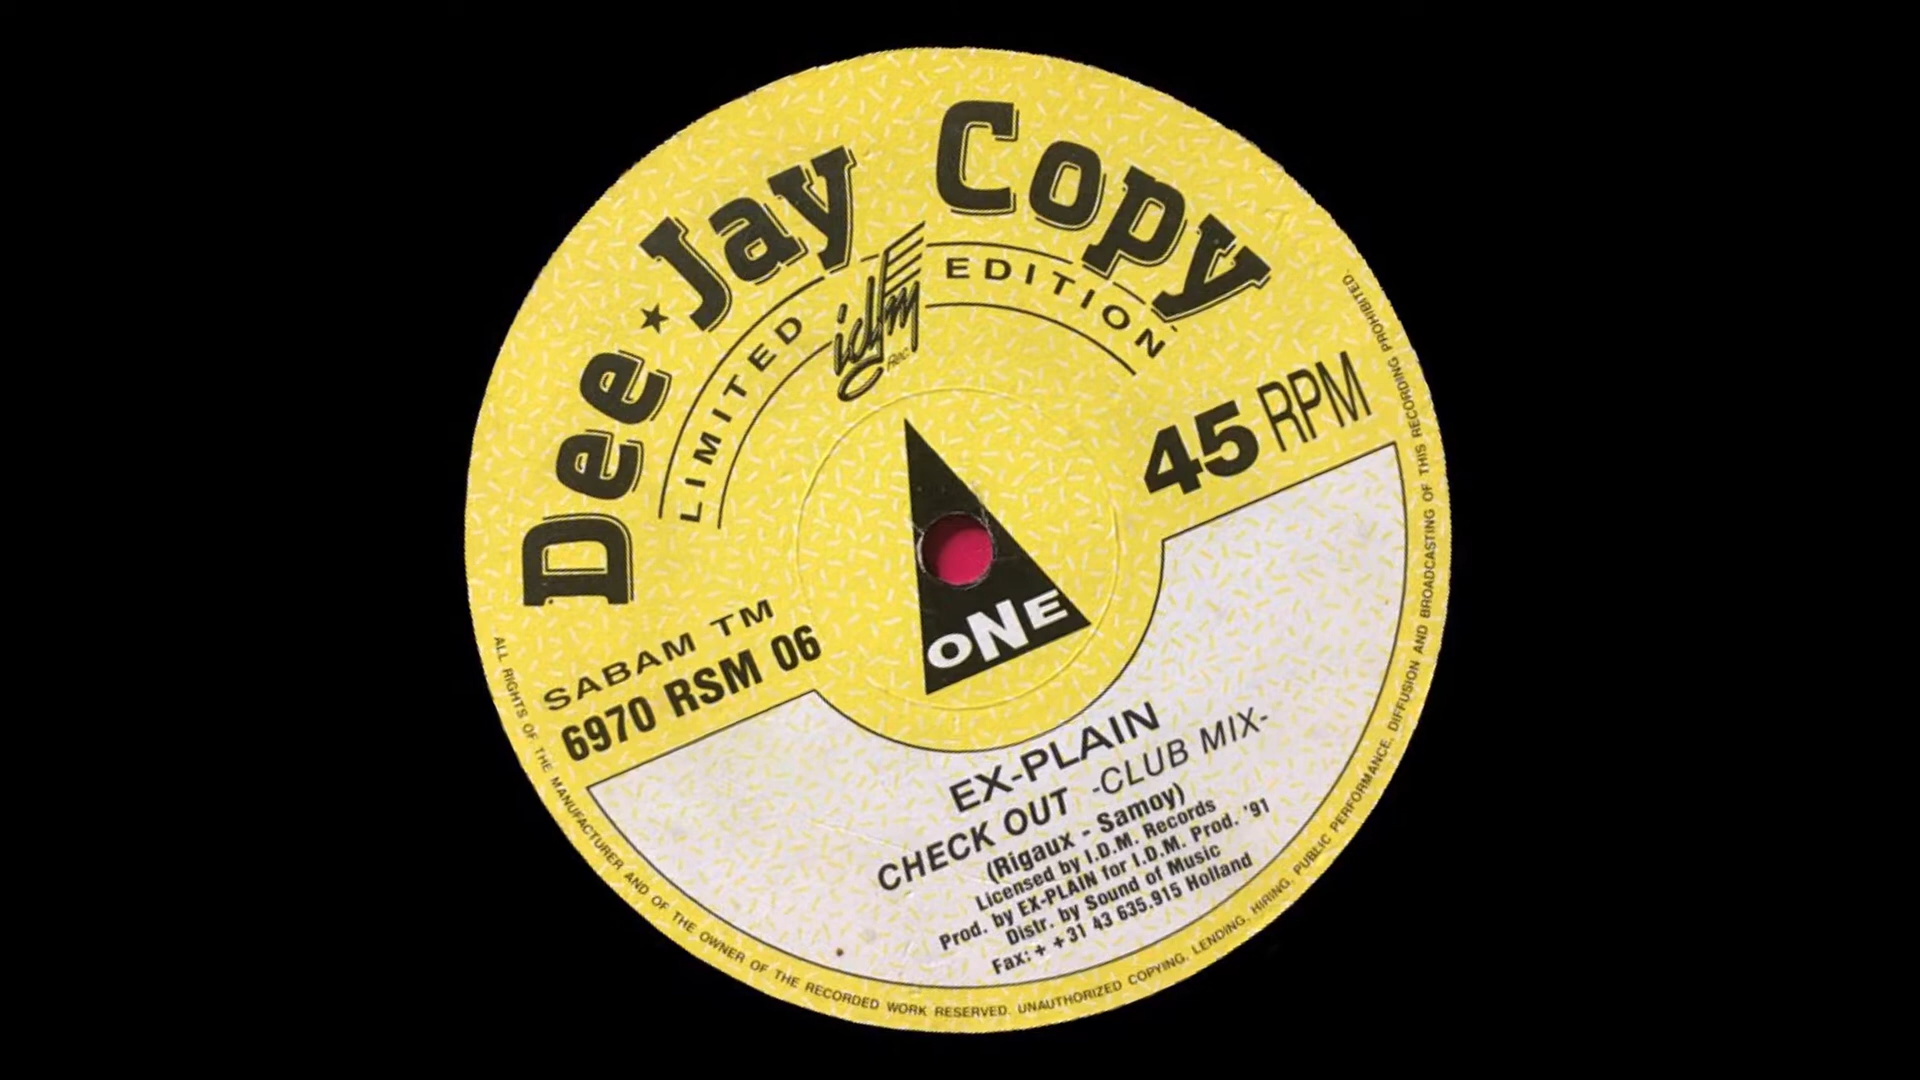 Dee★Jay Copy
LIMITED EDITION
idm
Rec.
45 RPM
SABAM TM
6970 RSM 06
ONE
EX-PLAIN
CHECK OUT -CLUB MIX-
(Rigaux - Samoy)
Licensed by I.D.M. Records
Prod. by EX-PLAIN for I.D.M. Prod. '91
Distr. by Sound of Music
Fax: + +31 43 635.915 Holland
ALL RIGHTS OF THE MANUFACTURER AND OF THE OWNER OF THE RECORDED WORK RESERVED. UNAUTHORIZED COPYING, LENDING, HIRING, PUBLIC PERFORMANCE, DIFFUSION AND BROADCASTING OF THIS RECORDING PROHIBITED.